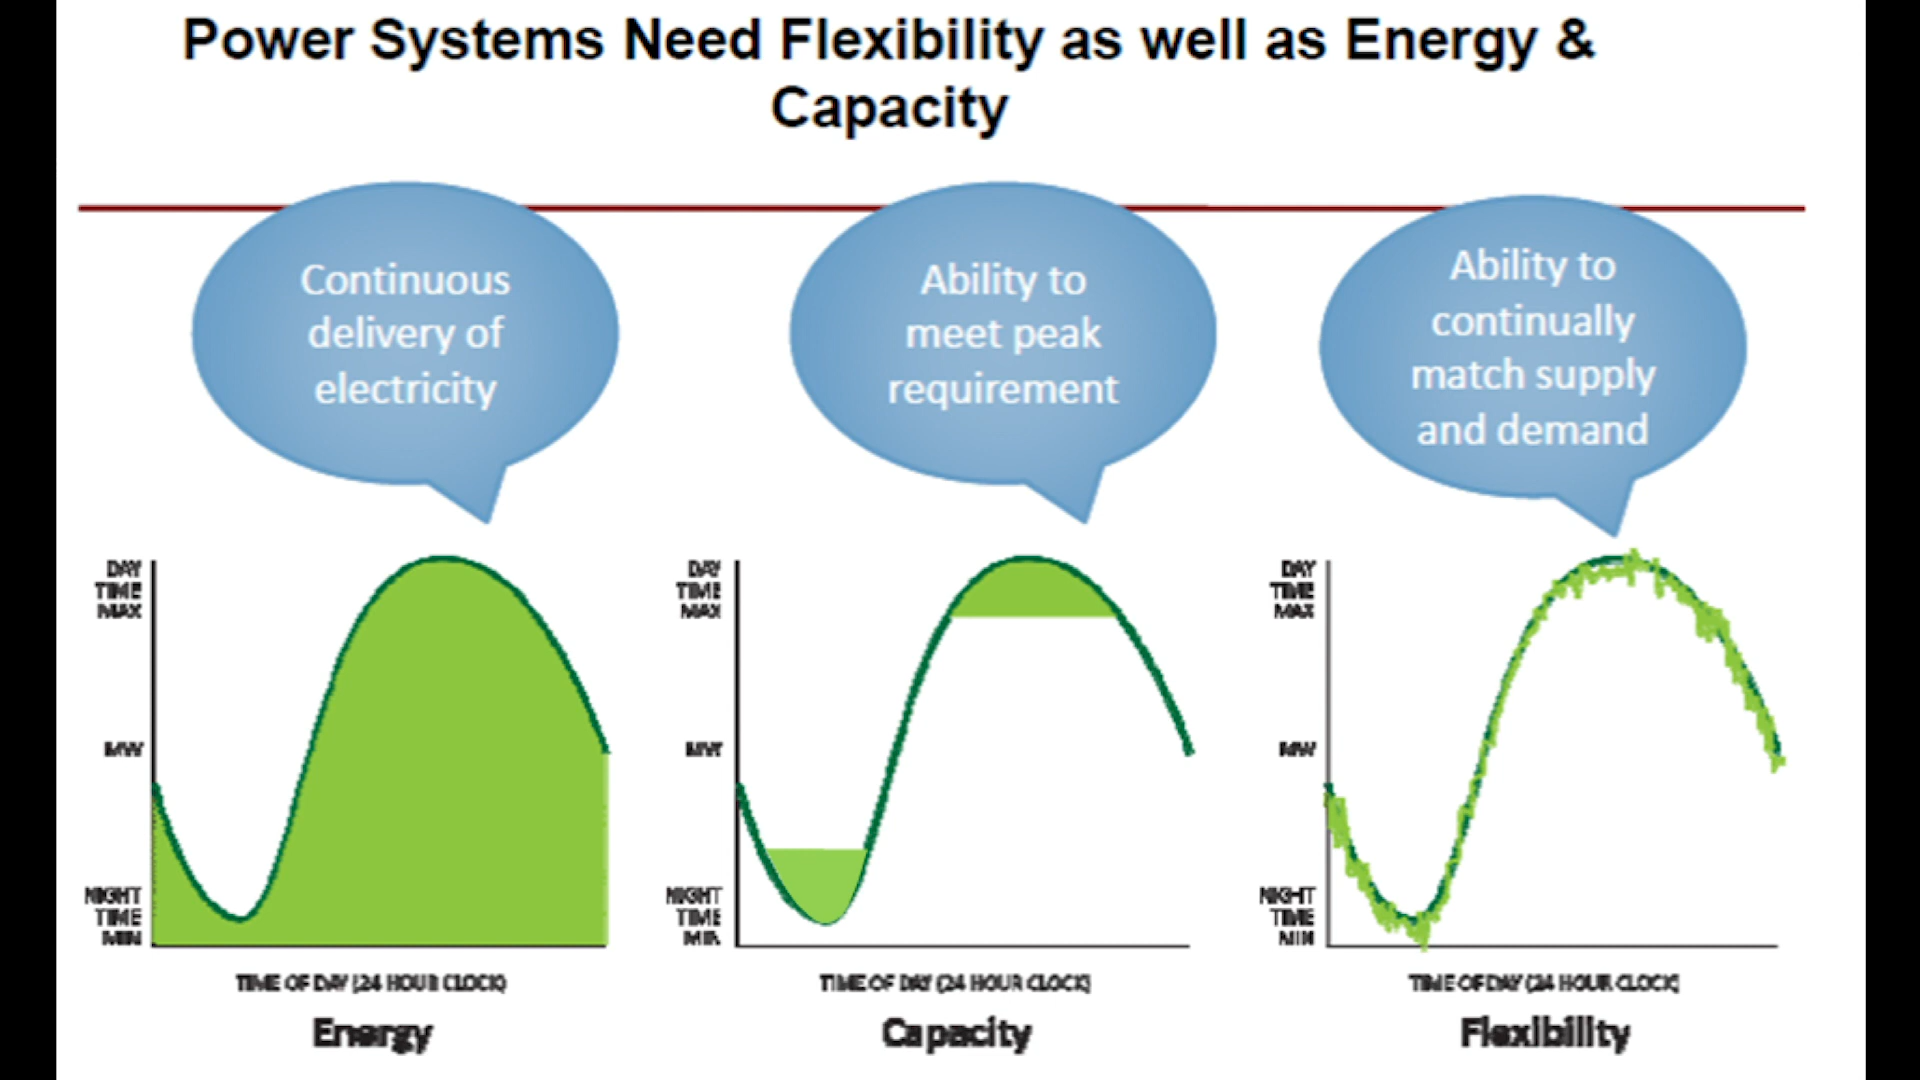 Power Systems Need Flexibility as well as Energy &
Capacity
Continuous
delivery of
electricity
Ability to
meet peak
requirement
Ability to
continually
match supply
and demand
DAY
TIME
MAX
MW
NIGHT
TIME
MIN
TIME OF DAY (24 HOUR CLOCK)
Energy
DAY
TIME
MAX
MW
NIGHT
TIME
MIN
TIME OF DAY (24 HOUR CLOCK)
Capacity
DAY
TIME
MAX
MW
NIGHT
TIME
MIN
TIME OF DAY (24 HOUR CLOCK)
Flexibility